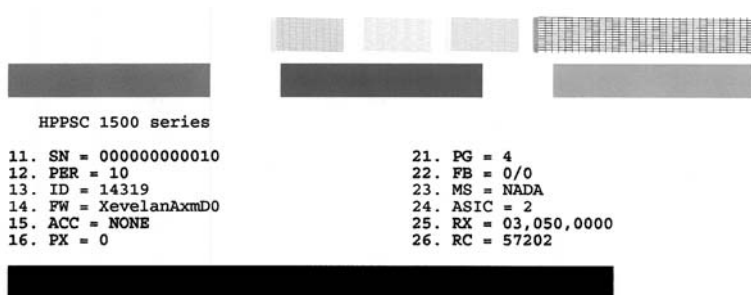 HPPSC 1500 series
11. SN = 000000000010
12. PER = 10
13. ID = 14319
14. FW = XevelanAxmD0
15. ACC = NONE
16. PX = 0
21. PG = 4
22. FB = 0/0
23. MS = NADA
24. ASIC = 2
25. RX = 03,050,0000
26. RC = 57202